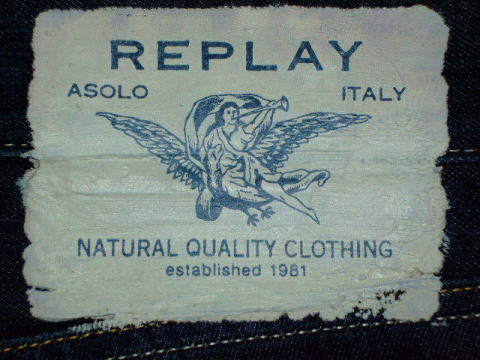 REPLAY
ASOLO ITALY
NATURAL QUALITY CLOTHING
established 1981